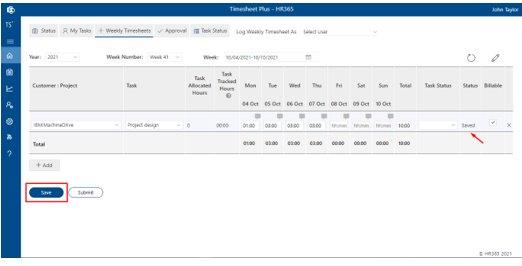 Timesheet Plus - HR365
John Taylor
TS
Status
My Tasks
+ Weekly Timesheets
Approval
Task Status
Log Weekly Timesheet As
Select user
Year: 2021
Week Number: Week 41
Week: 10/04/2021-10/10/2021
Customer : Project
Task
Task Allocated Hours
Task Tracked Hours
Mon Tue Wed Thu Fri Sat Sun Total
Task Status
Status
Billable
04 Oct 05 Oct 06 Oct 07 Oct 08 Oct 09 Oct 10 Oct
Project design
0
00:00
01:00 03:00 03:00 03:00 hh:mm hh:mm hh:mm 10:00
Saved
Total
01:00 03:00 03:00 03:00 00:00 00:00 00:00 10:00
+ Add
Save
Submit
© HR365 2021